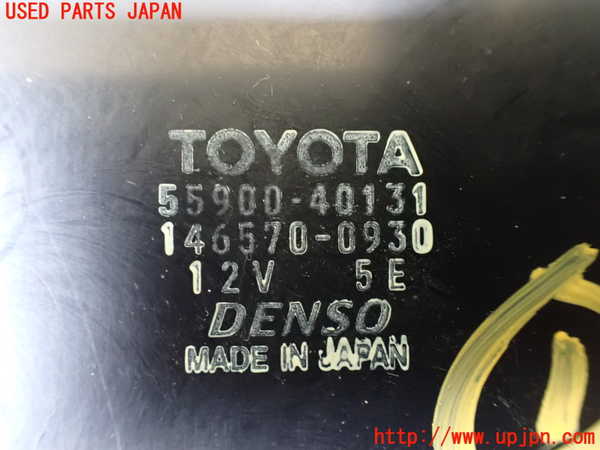 USED PARTS JAPAN
TOYOTA
55900-40131
146570-0930
12V 5E
DENSO
MADE IN JAPAN
http://www.upjpn.com/